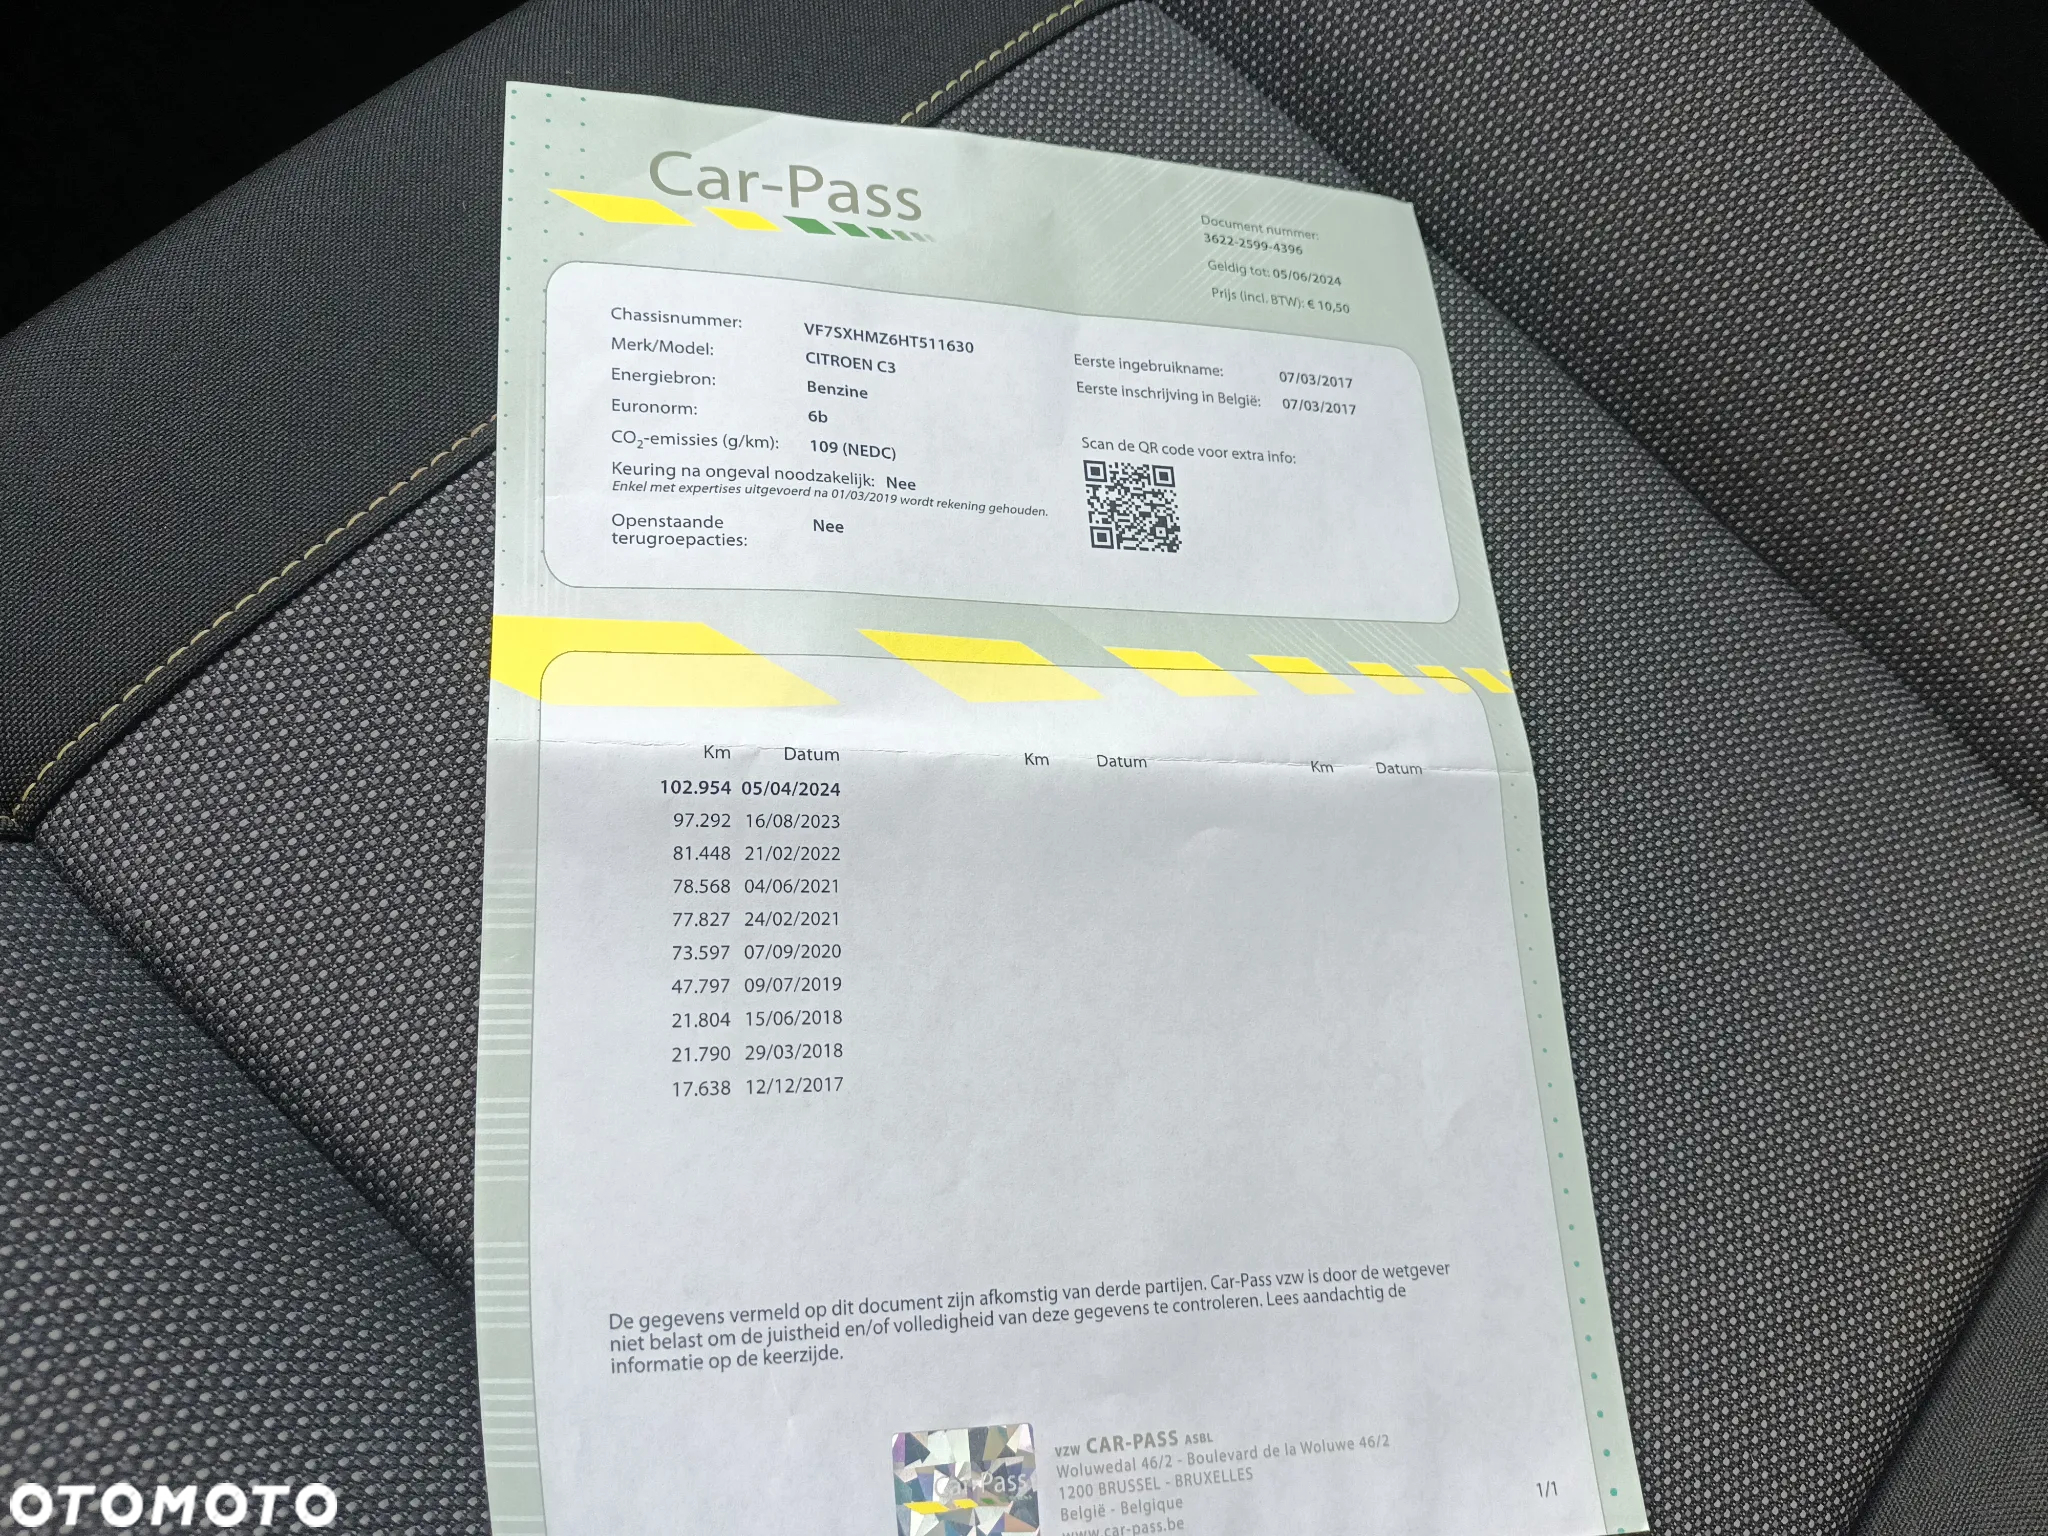 Car-Pass
Document nummer:
3622-2599-4396
Geldig tot: 05/06/2024
Prijs (incl. BTW): € 10,50
Chassisnummer: VF7SXHMZ6HT511630
Merk/Model: CITROEN C3
Energiebron: Benzine
Euronorm: 6b
CO2-emissies (g/km): 109 (NEDC)
Keuring na ongeval noodzakelijk: Nee
Enkel met expertises uitgevoerd na 01/03/2019 wordt rekening gehouden.
Openstaande
terugroepacties: Nee
Eerste ingebruikname: 07/03/2017
Eerste inschrijving in België: 07/03/2017
Scan de QR code voor extra info:
Km Datum Km Datum Km Datum
102.954 05/04/2024
97.292 16/08/2023
81.448 21/02/2022
78.568 04/06/2021
77.827 24/02/2021
73.597 07/09/2020
47.797 09/07/2019
21.804 15/06/2018
21.790 29/03/2018
17.638 12/12/2017
De gegevens vermeld op dit document zijn afkomstig van derde partijen. Car-Pass vzw is door de wetgever
niet belast om de juistheid en/of volledigheid van deze gegevens te controleren. Lees aandachtig de
informatie op de keerzijde.
Car-Pass
vzw CAR-PASS ASBL
Woluwedal 46/2 - Boulevard de la Woluwe 46/2
1200 BRUSSEL - BRUXELLES
België - Belgique
www.car-pass.be
1/1
OTOMOTO